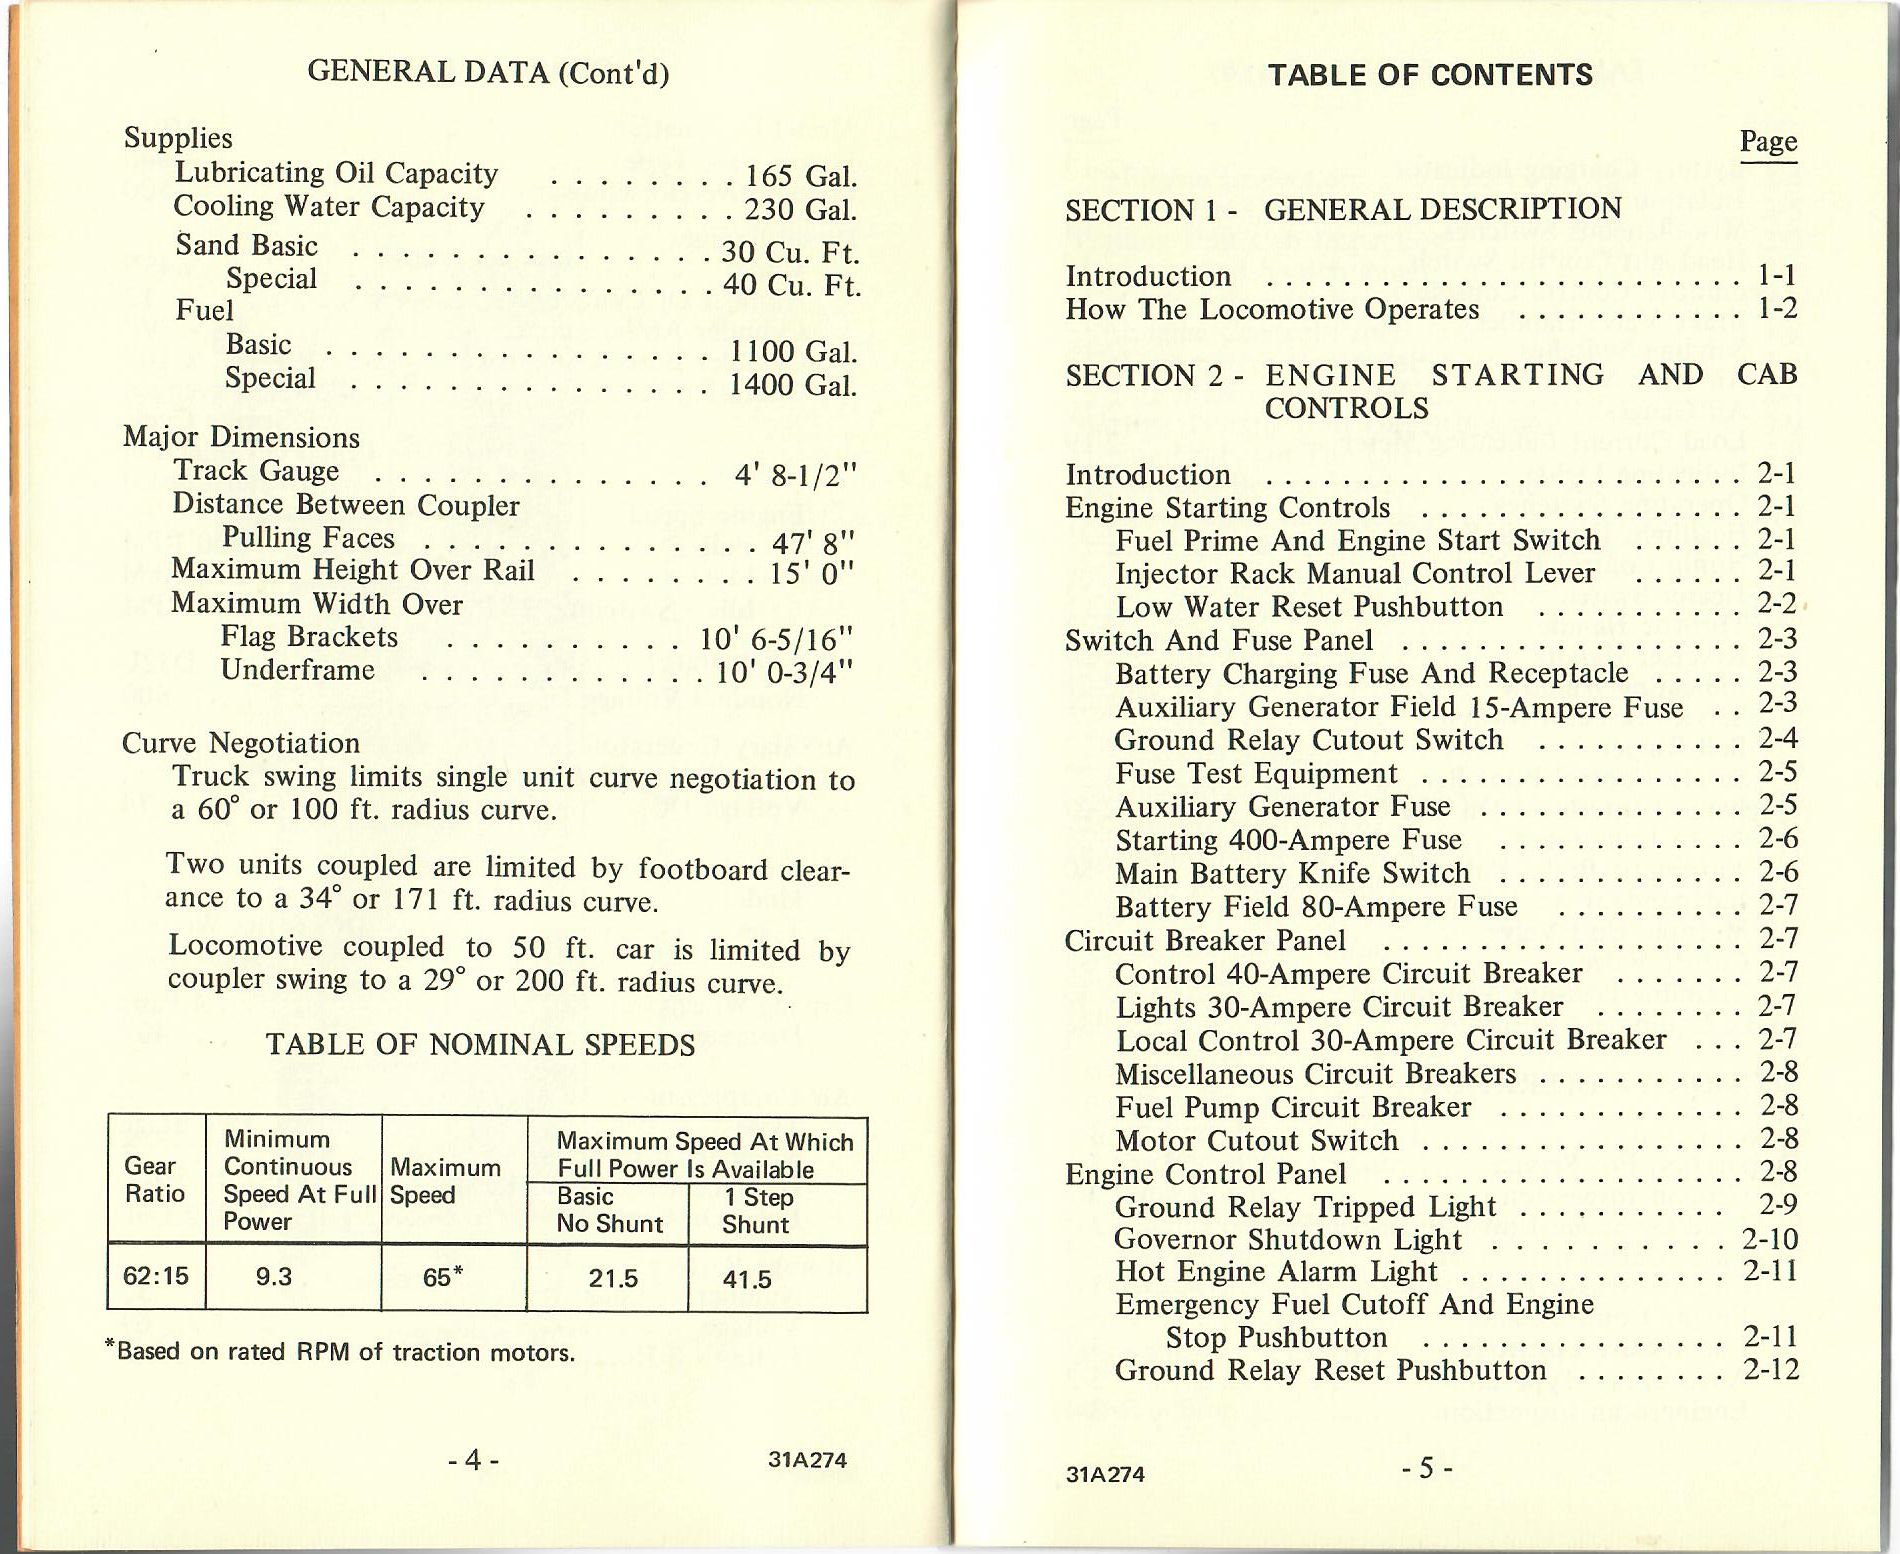 GENERAL DATA (Cont'd)
Supplies
Lubricating Oil Capacity . . . . . . . . 165 Gal.
Cooling Water Capacity . . . . . . . . . 230 Gal.
Sand Basic . . . . . . . . . . . . . . . 30 Cu. Ft.
Special . . . . . . . . . . . . . . . 40 Cu. Ft.
Fuel
Basic . . . . . . . . . . . . . . . . 1100 Gal.
Special . . . . . . . . . . . . . . . 1400 Gal.
Major Dimensions
Track Gauge . . . . . . . . . . . . . . 4' 8-1/2"
Distance Between Coupler
Pulling Faces . . . . . . . . . . . . . . 47' 8"
Maximum Height Over Rail . . . . . . . . 15' 0"
Maximum Width Over
Flag Brackets . . . . . . . . . . 10' 6-5/16"
Underframe . . . . . . . . . . . . 10' 0-3/4"
Curve Negotiation
Truck swing limits single unit curve negotiation to
a 60° or 100 ft. radius curve.
Two units coupled are limited by footboard clear-
ance to a 34° or 171 ft. radius curve.
Locomotive coupled to 50 ft. car is limited by
coupler swing to a 29° or 200 ft. radius curve.
TABLE OF NOMINAL SPEEDS
Gear
Ratio
Minimum
Continuous
Speed At Full
Power
Maximum
Speed
Maximum Speed At Which
Full Power Is Available
Basic
No Shunt
1 Step
Shunt
62:15 9.3 65* 21.5 41.5
*Based on rated RPM of traction motors.
- 4 - 31A274
TABLE OF CONTENTS
Page
SECTION 1 - GENERAL DESCRIPTION
Introduction . . . . . . . . . . . . . . . . . . . . . . . 1-1
How The Locomotive Operates . . . . . . . . . . . . 1-2
SECTION 2 - ENGINE STARTING AND CAB
CONTROLS
Introduction . . . . . . . . . . . . . . . . . . . . . . . 2-1
Engine Starting Controls . . . . . . . . . . . . . . . . 2-1
Fuel Prime And Engine Start Switch . . . . . . 2-1
Injector Rack Manual Control Lever . . . . . . 2-1
Low Water Reset Pushbutton . . . . . . . . . . . 2-2
Switch And Fuse Panel . . . . . . . . . . . . . . . . . 2-3
Battery Charging Fuse And Receptacle . . . . . 2-3
Auxiliary Generator Field 15-Ampere Fuse . . 2-3
Ground Relay Cutout Switch . . . . . . . . . . . 2-4
Fuse Test Equipment . . . . . . . . . . . . . . . . 2-5
Auxiliary Generator Fuse . . . . . . . . . . . . . 2-5
Starting 400-Ampere Fuse . . . . . . . . . . . . 2-6
Main Battery Knife Switch . . . . . . . . . . . . 2-6
Battery Field 80-Ampere Fuse . . . . . . . . . . 2-7
Circuit Breaker Panel . . . . . . . . . . . . . . . . . . 2-7
Control 40-Ampere Circuit Breaker . . . . . . . 2-7
Lights 30-Ampere Circuit Breaker . . . . . . . . 2-7
Local Control 30-Ampere Circuit Breaker . . . 2-7
Miscellaneous Circuit Breakers . . . . . . . . . . . 2-8
Fuel Pump Circuit Breaker . . . . . . . . . . . . 2-8
Motor Cutout Switch . . . . . . . . . . . . . . . . 2-8
Engine Control Panel . . . . . . . . . . . . . . . . . . 2-8
Ground Relay Tripped Light . . . . . . . . . . . 2-9
Governor Shutdown Light . . . . . . . . . . . 2-10
Hot Engine Alarm Light . . . . . . . . . . . . . 2-11
Emergency Fuel Cutoff And Engine
Stop Pushbutton . . . . . . . . . . . . . . . 2-11
Ground Relay Reset Pushbutton . . . . . . . . 2-12
31A274 - 5 -